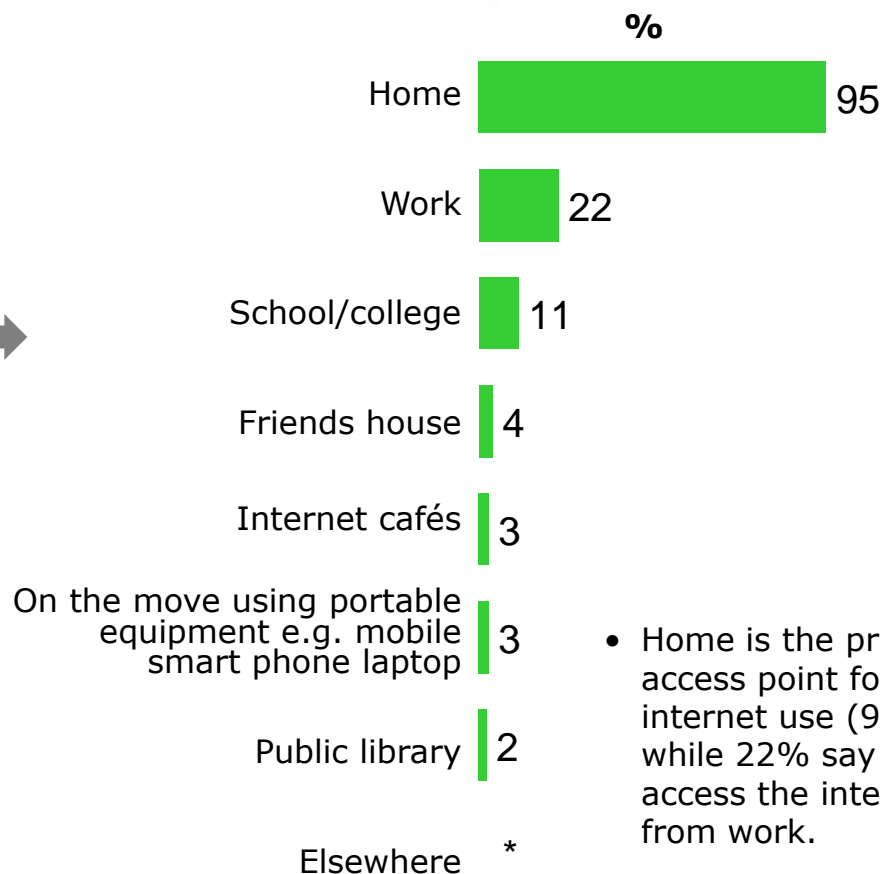 %
Home 95
Work 22
School/college 11
Friends house 4
Internet cafés 3
On the move using portable
equipment e.g. mobile
smart phone laptop 3
Public library 2
Elsewhere *
• Home is the pr
access point fo
internet use (9
while 22% say
access the inte
from work.